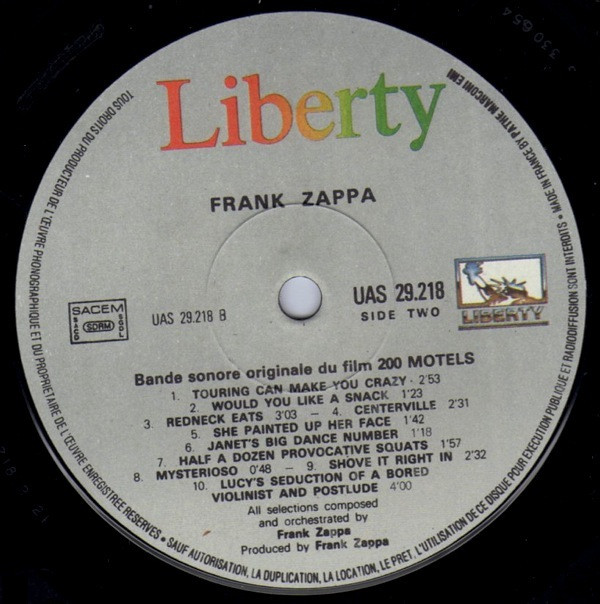 Liberty
FRANK ZAPPA
SACEM
SACD
SDRM
SGDL
UAS 29.218 B
UAS 29.218
SIDE TWO
LIBERTY
Bande sonore originale du film 200 MOTELS
1. TOURING CAN MAKE YOU CRAZY · 2'53
2. WOULD YOU LIKE A SNACK 1'23
3. REDNECK EATS 3'03 – 4. CENTERVILLE 2'31
5. SHE PAINTED UP HER FACE 1'42
6. JANET'S BIG DANCE NUMBER 1'18
7. HALF A DOZEN PROVOCATIVE SQUATS 1'57
8. MYSTERIOSO 0'48 – 9. SHOVE IT RIGHT IN 2'32
10. LUCY'S SEDUCTION OF A BORED
VIOLINIST AND POSTLUDE 4'00
All selections composed
and orchestrated by
Frank Zappa
Produced by Frank Zappa
TOUS DROITS DU PRODUCTEUR DE L'ŒUVRE PHONOGRAPHIQUE ET DU PROPRIETAIRE DE L'ŒUVRE ENREGISTREE RESERVES • SAUF AUTORISATION, LA DUPLICATION, LA LOCATION, LE PRET, L'UTILISATION DE CE DISQUE POUR EXECUTION PUBLIQUE ET RADIODIFFUSION SONT INTERDITS • MADE IN FRANCE BY PATHE MARCONI EMI